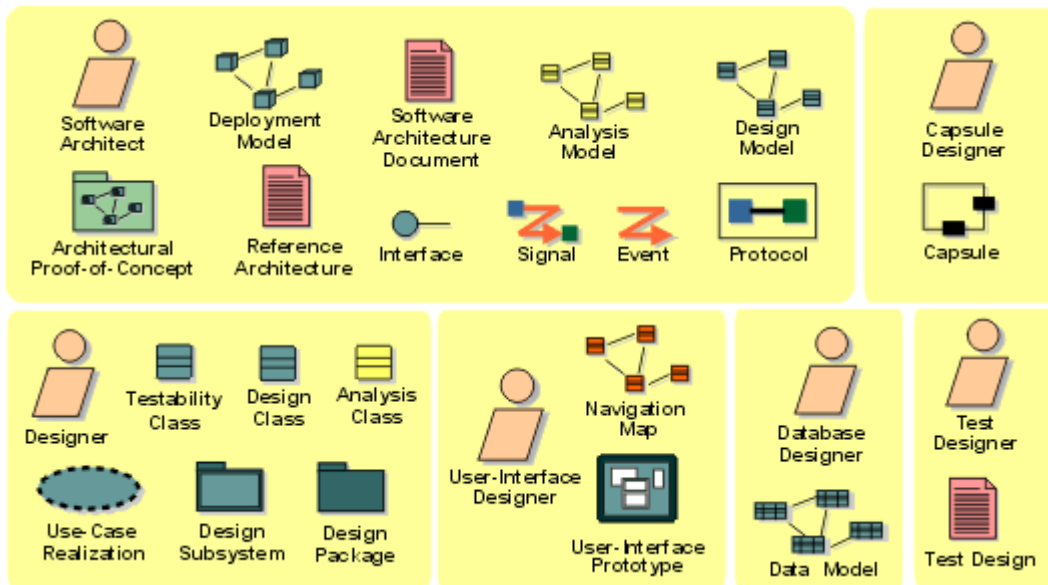 Software
Architect
Deployment
Model
Software
Architecture
Document
Analysis
Model
Design
Model
Capsule
Designer
Architectural
Proof-of-Concept
Reference
Architecture
Interface
Signal
Event
Protocol
Capsule
Designer
Testability
Class
Design
Class
Analysis
Class
Use-Case
Realization
Design
Subsystem
Design
Package
User-Interface
Designer
Navigation
Map
User-Interface
Prototype
Database
Designer
Data Model
Test
Designer
Test Design